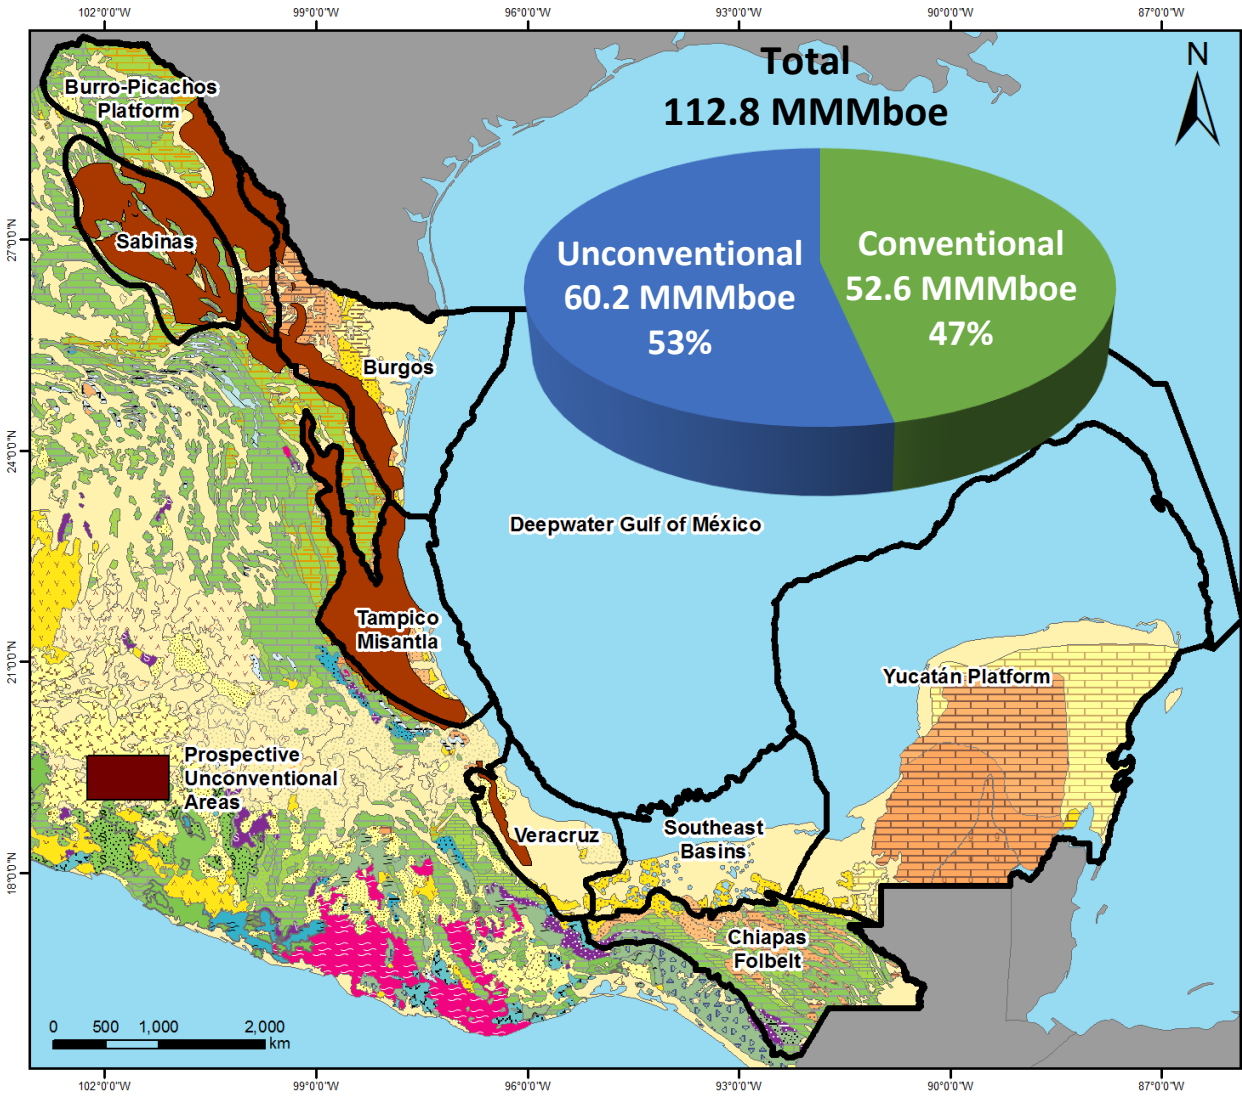 102°0'0"W
99°0'0"W
96°0'0"W
93°0'0"W
90°0'0"W
87°0'0"W
Total
112.8 MMMboe
N
Burro-Picachos
Platform
Unconventional
60.2 MMMboe
53%
Conventional
52.6 MMMboe
47%
27°0'0"N
Sabinas
Burgos
24°0'0"N
Deepwater Gulf of México
Tampico
Misantla
21°0'0"N
Yucatán Platform
Prospective
Unconventional
Areas
Veracruz
Southeast
Basins
18°0'0"N
Chiapas
Folbelt
0
500
1,000
2,000
km
102°0'0"W
99°0'0"W
96°0'0"W
93°0'0"W
90°0'0"W
87°0'0"W